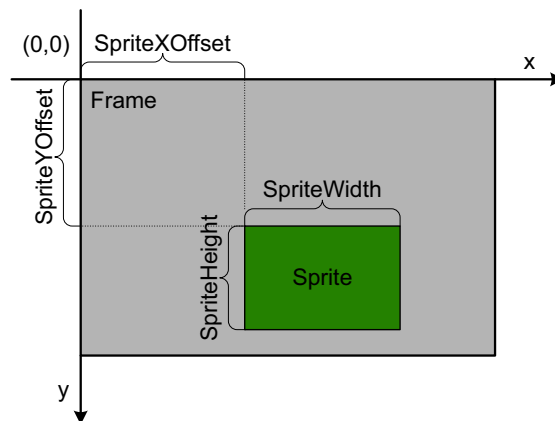 SpriteXOffset
(0,0)
x
Frame
SpriteYOffset
SpriteWidth
SpriteHeight
Sprite
y